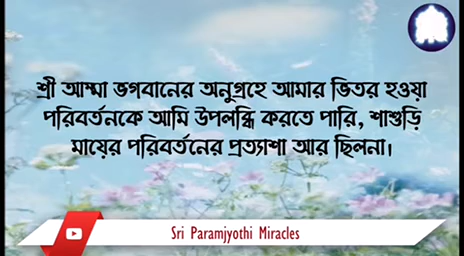 শ্রী আম্মা ভগবানের অনুগ্রহে আমার ভিতর হওয়া
পরিবর্তনকে আমি উপলব্ধি করতে পারি, শাশুড়ি
মায়ের পরিবর্তনের প্রত্যাশা আর ছিলনা।
Sri Paramjyothi Miracles